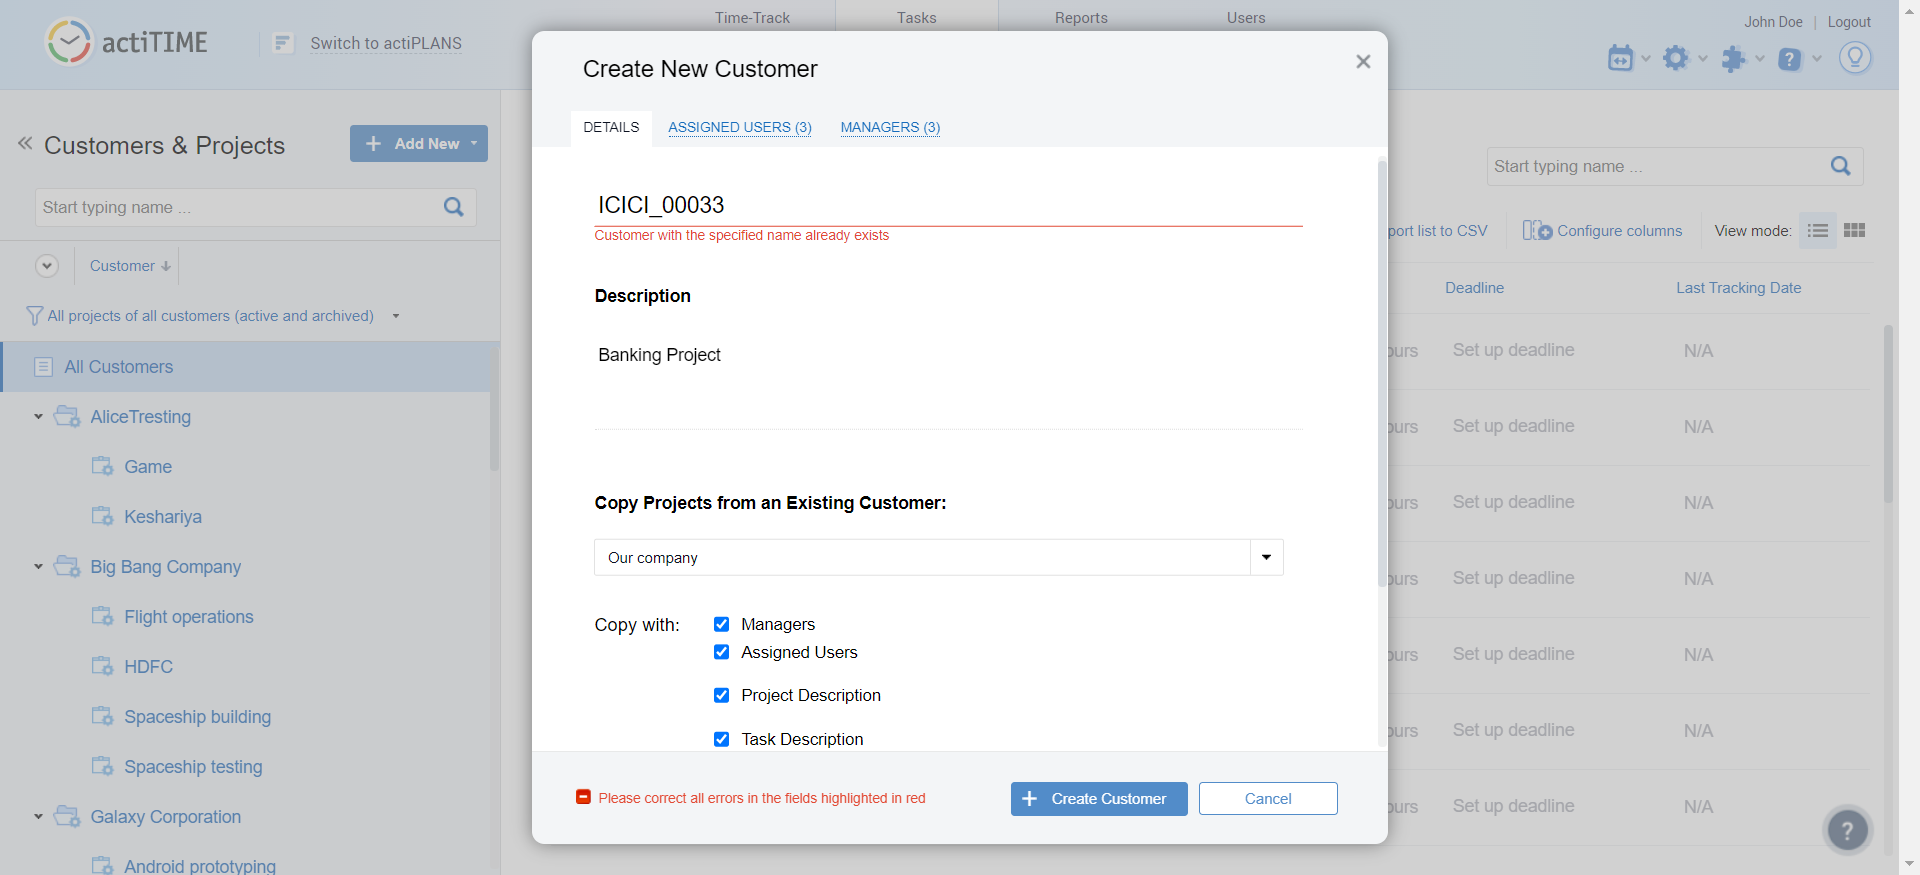 Time-Track
Tasks
Reports
Users
John Doe | Logout
actiTIME
Switch to actiPLANS
Customers & Projects
Add New
Start typing name ...
Customer
All projects of all customers (active and archived)
All Customers
AliceTresting
Game
Keshariya
Big Bang Company
Flight operations
HDFC
Spaceship building
Spaceship testing
Galaxy Corporation
Android prototyping
Create New Customer
DETAILS
ASSIGNED USERS (3)
MANAGERS (3)
ICICI_00033
Customer with the specified name already exists
Description
Banking Project
Copy Projects from an Existing Customer:
Our company
Copy with:
Managers
Assigned Users
Project Description
Task Description
Please correct all errors in the fields highlighted in red
Create Customer
Cancel
Start typing name ...
port list to CSV
Configure columns
View mode:
Deadline
Last Tracking Date
ours Set up deadline N/A
ours Set up deadline N/A
ours Set up deadline N/A
ours Set up deadline N/A
ours Set up deadline N/A
ours Set up deadline N/A
ours Set up deadline N/A
?